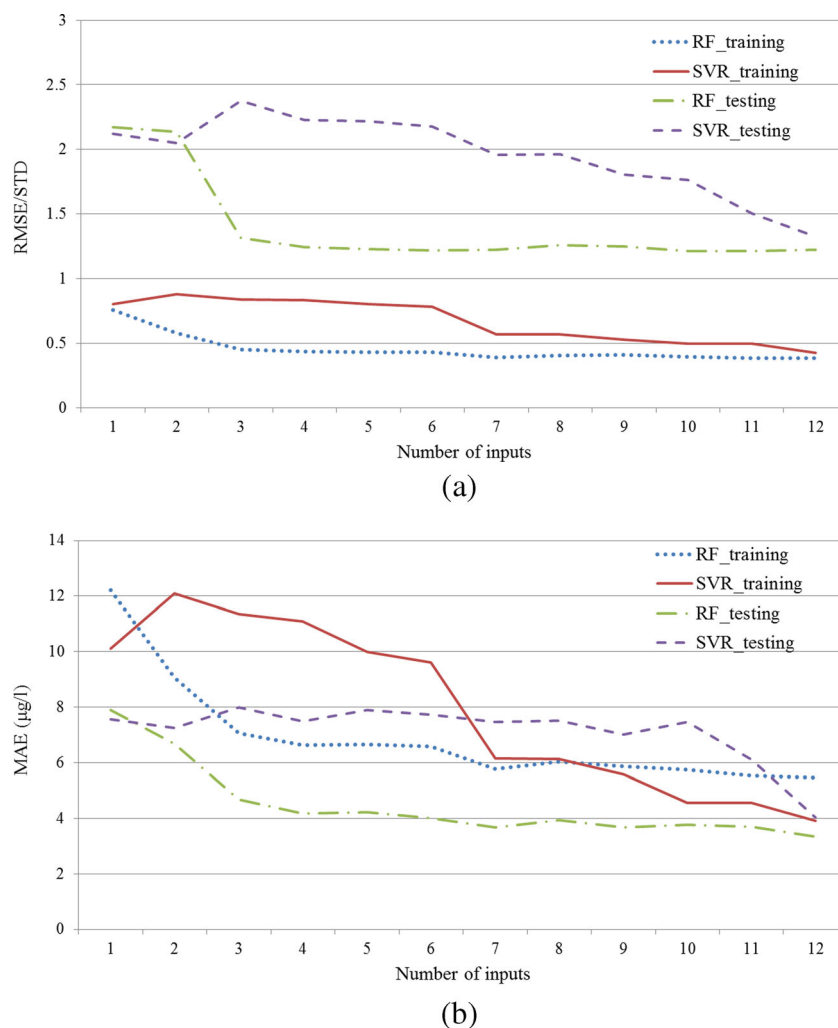 3
2.5
2
1.5
1
0.5
0
RMSE/STD
RF_training
SVR_training
RF_testing
SVR_testing
1 2 3 4 5 6 7 8 9 10 11 12
Number of inputs
(a)
14
12
10
8
6
4
2
0
MAE (µg/l)
RF_training
SVR_training
RF_testing
SVR_testing
1 2 3 4 5 6 7 8 9 10 11 12
Number of inputs
(b)